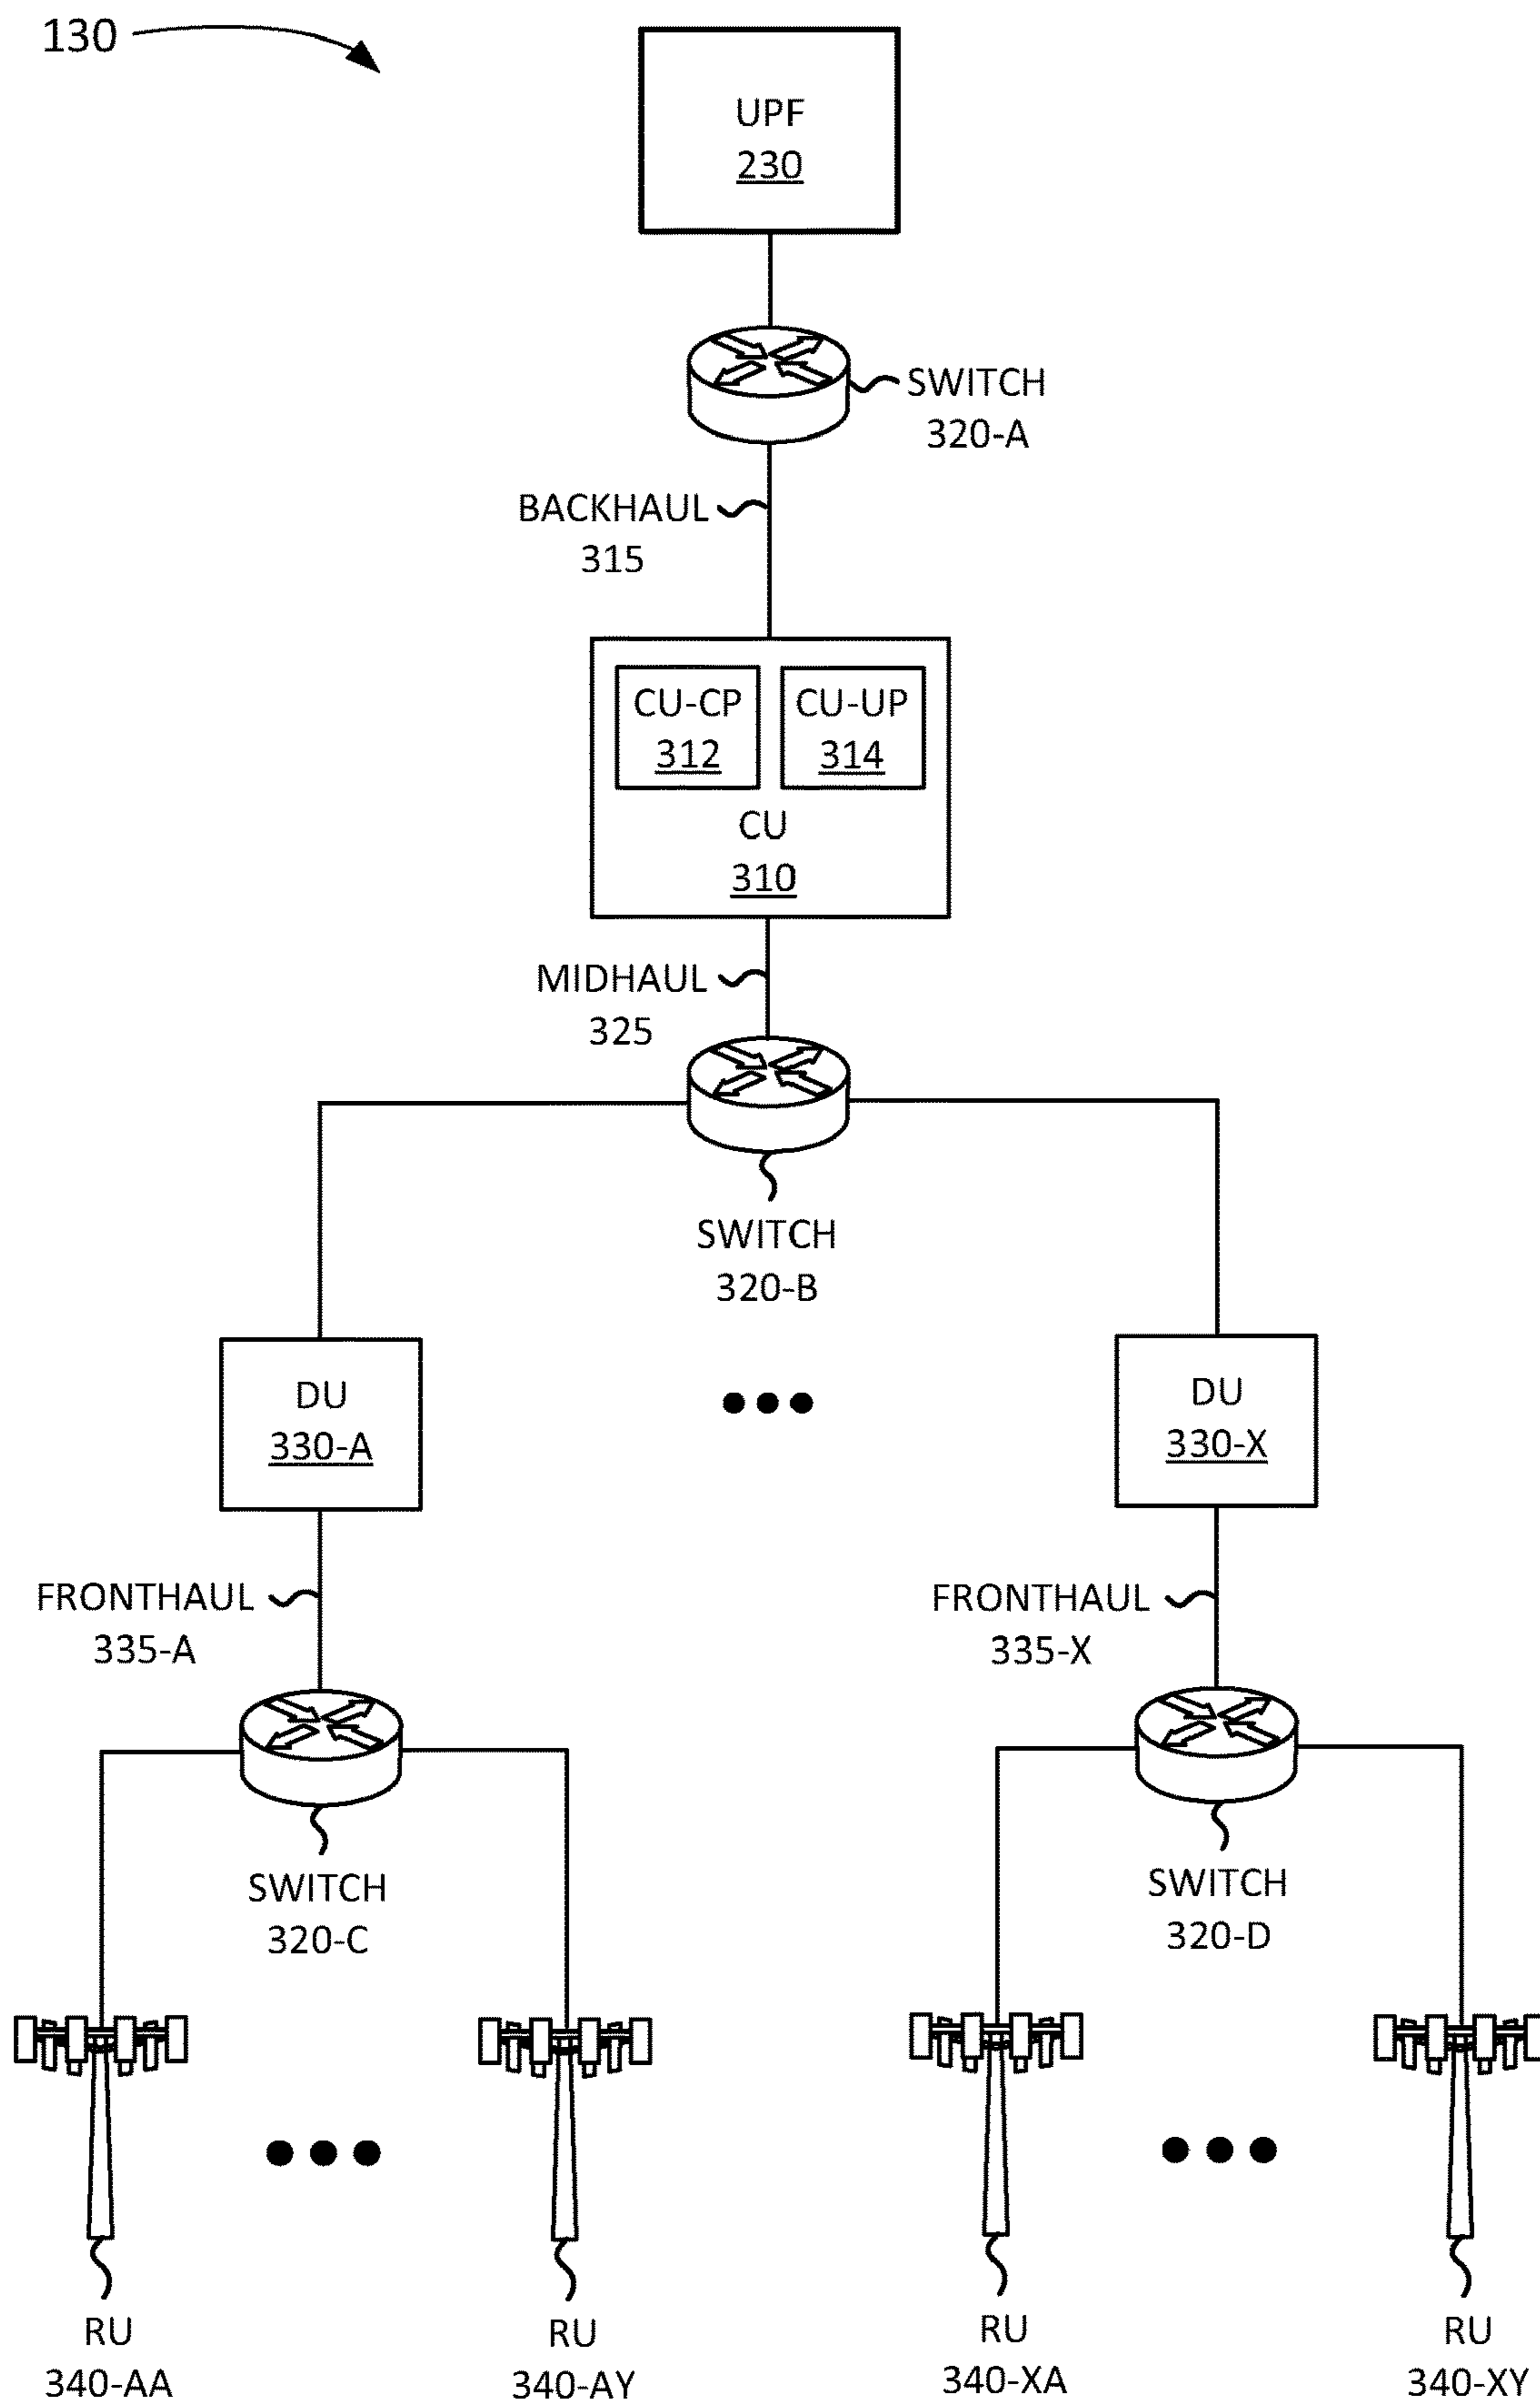 130
UPF
230
SWITCH
320-A
BACKHAUL
315
CU-CP
312
CU-UP
314
CU
310
MIDHAUL
325
SWITCH
320-B
DU
330-A
DU
330-X
FRONTHAUL
335-A
FRONTHAUL
335-X
SWITCH
320-C
SWITCH
320-D
RU
340-AA
RU
340-AY
RU
340-XA
RU
340-XY